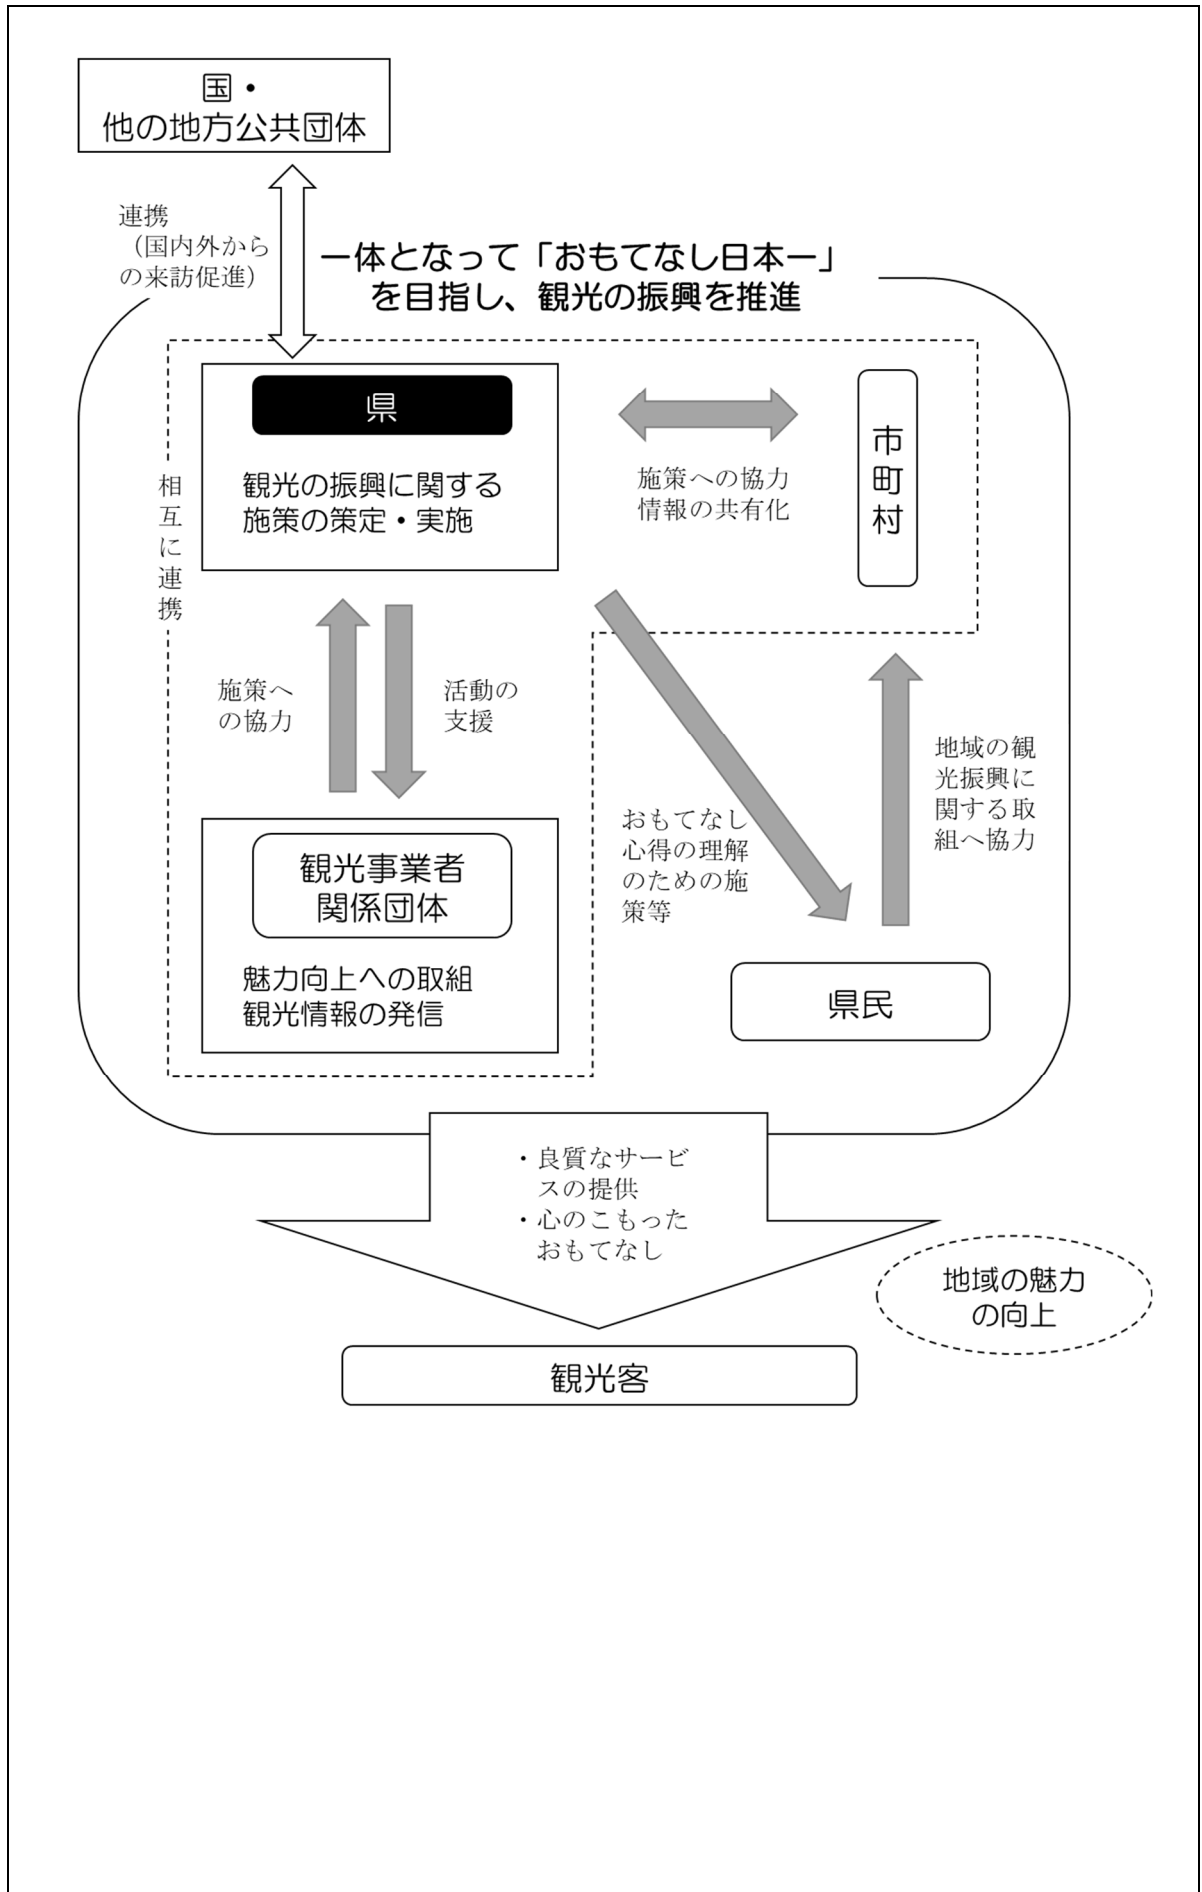 国・
他の地方公共団体
連携
（国内外から
の来訪促進）
一体となって「おもてなし日本一」
を目指し、観光の振興を推進
県
観光の振興に関する
施策の策定・実施
施策への協力
情報の共有化
市町村
相互に連携
施策へ
の協力
活動の
支援
おもてなし
心得の理解
のための施
策等
地域の観
光振興に
関する取
組へ協力
観光事業者
関係団体
魅力向上への取組
観光情報の発信
県民
・良質なサービ
スの提供
・心のこもった
おもてなし
地域の魅力
の向上
観光客